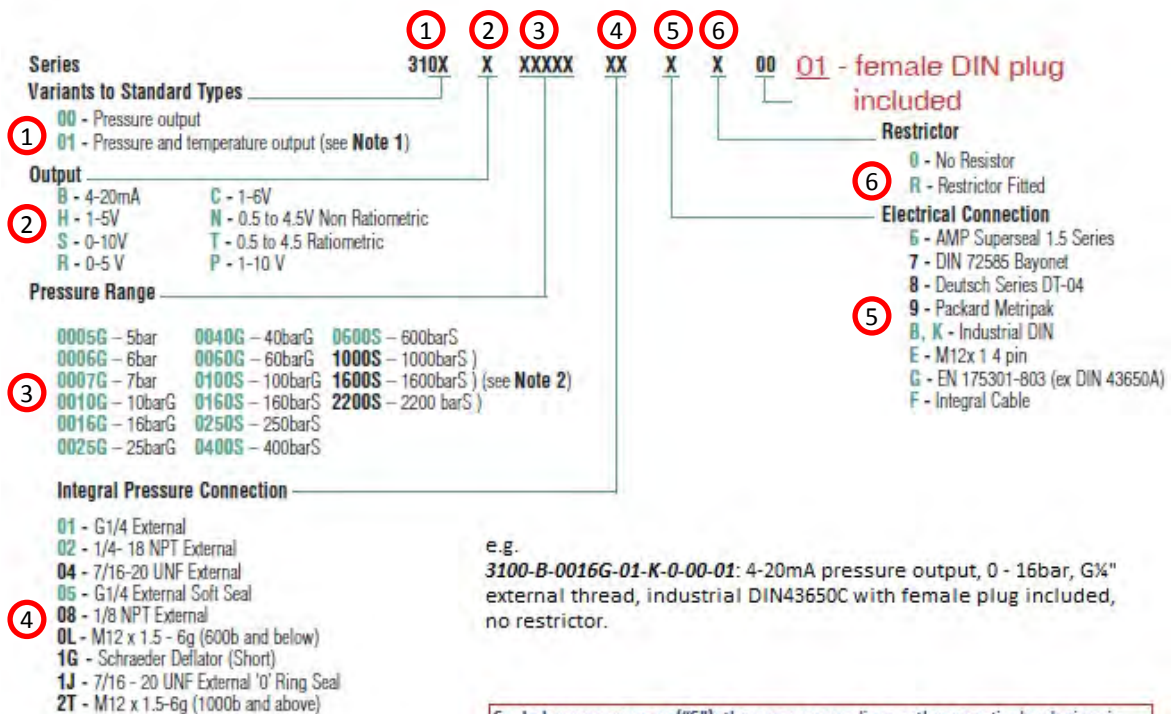 1 2 3 4 5 6
Series 310X X XXXXX XX X X 00 01 - female DIN plug
included
Variants to Standard Types
1
00 - Pressure output
01 - Pressure and temperature output (see Note 1)
Output
2
B - 4-20mA C - 1-6V
H - 1-5V N - 0.5 to 4.5V Non Ratiometric
S - 0-10V T - 0.5 to 4.5 Ratiometric
R - 0-5 V P - 1-10 V
Pressure Range
3
0005G – 5bar 0040G – 40barG 0600S – 600barS
0006G – 6bar 0060G – 60barG 1000S – 1000barS )
0007G – 7bar 0100S – 100barG 1600S – 1600barS ) (see Note 2)
0010G – 10barG 0160S – 160barS 2200S – 2200 barS )
0016G – 16barG 0250S – 250barS
0025G – 25barG 0400S – 400barS
Integral Pressure Connection
4
01 - G1/4 External
02 - 1/4- 18 NPT External
04 - 7/16-20 UNF External
05 - G1/4 External Soft Seal
08 - 1/8 NPT External
0L - M12 x 1.5 - 6g (600b and below)
1G - Schraeder Deflator (Short)
1J - 7/16 - 20 UNF External '0' Ring Seal
2T - M12 x 1.5-6g (1000b and above)
Restrictor
6
0 - No Resistor
R - Restrictor Fitted
Electrical Connection
5
6 - AMP Superseal 1.5 Series
7 - DIN 72585 Bayonet
8 - Deutsch Series DT-04
9 - Packard Metripak
B, K - Industrial DIN
E - M12x 1 4 pin
G - EN 175301-803 (ex DIN 43650A)
F - Integral Cable
e.g.
3100-B-0016G-01-K-0-00-01: 4-20mA pressure output, 0 - 16bar, G¼"
external thread, industrial DIN43650C with female plug included,
no restrictor.